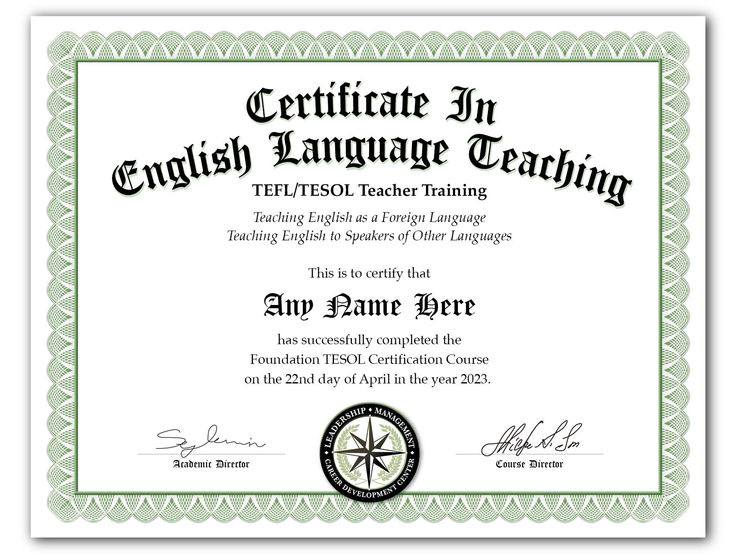 Certificate In
English Language Teaching
TEFL/TESOL Teacher Training
Teaching English as a Foreign Language
Teaching English to Speakers of Other Languages
This is to certify that
Any Name Here
has successfully completed the
Foundation TESOL Certification Course
on the 22nd day of April in the year 2023.
Academic Director
LEADERSHIP • MANAGEMENT
CAREER DEVELOPMENT CENTER
Course Director